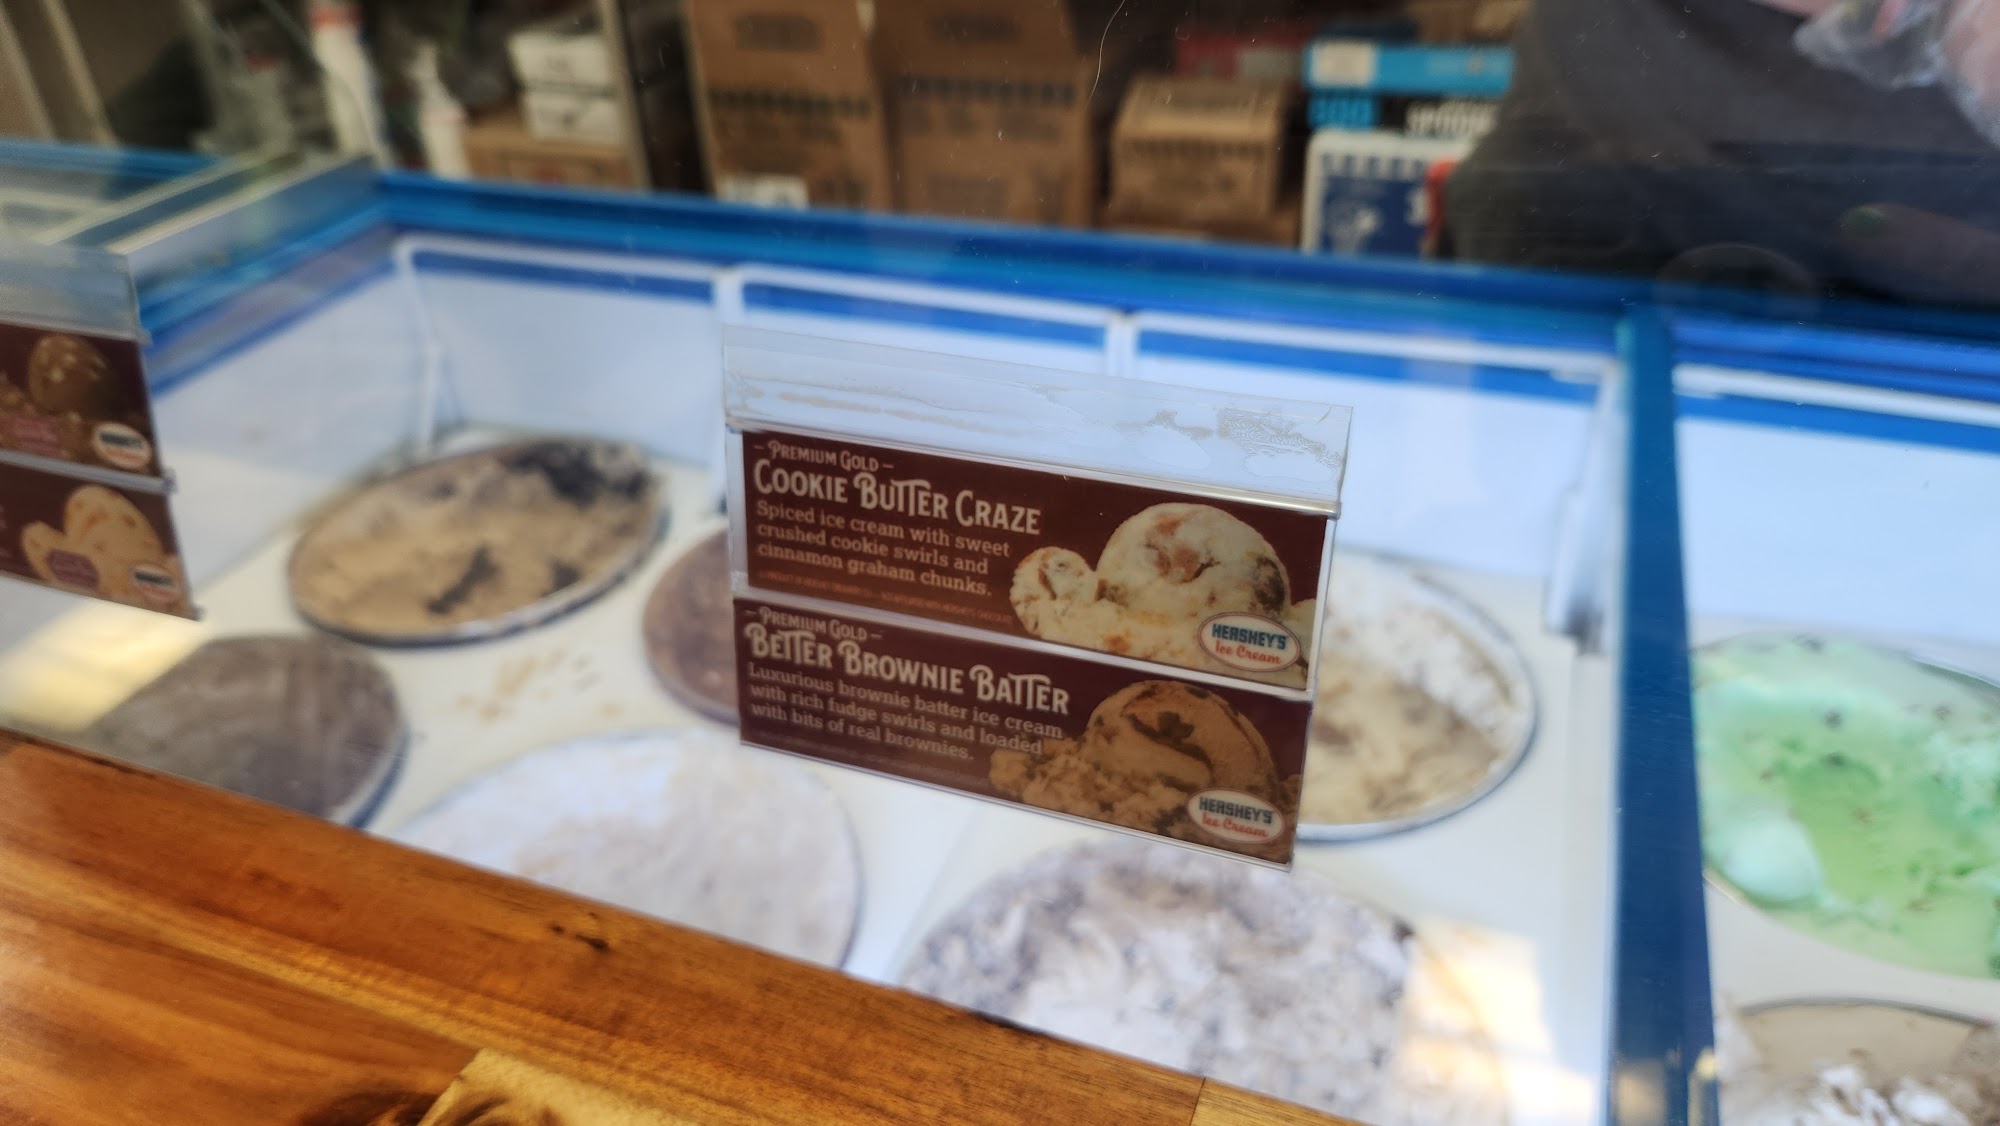 – Premium Gold –
Cookie Butter Craze
Spiced ice cream with sweet
crushed cookie swirls and
cinnamon graham chunks.
HERSHEY'S
Ice Cream
– Premium Gold –
Better Brownie Batter
Luxurious brownie batter ice cream
with rich fudge swirls and loaded
with bits of real brownies.
HERSHEY'S
Ice Cream